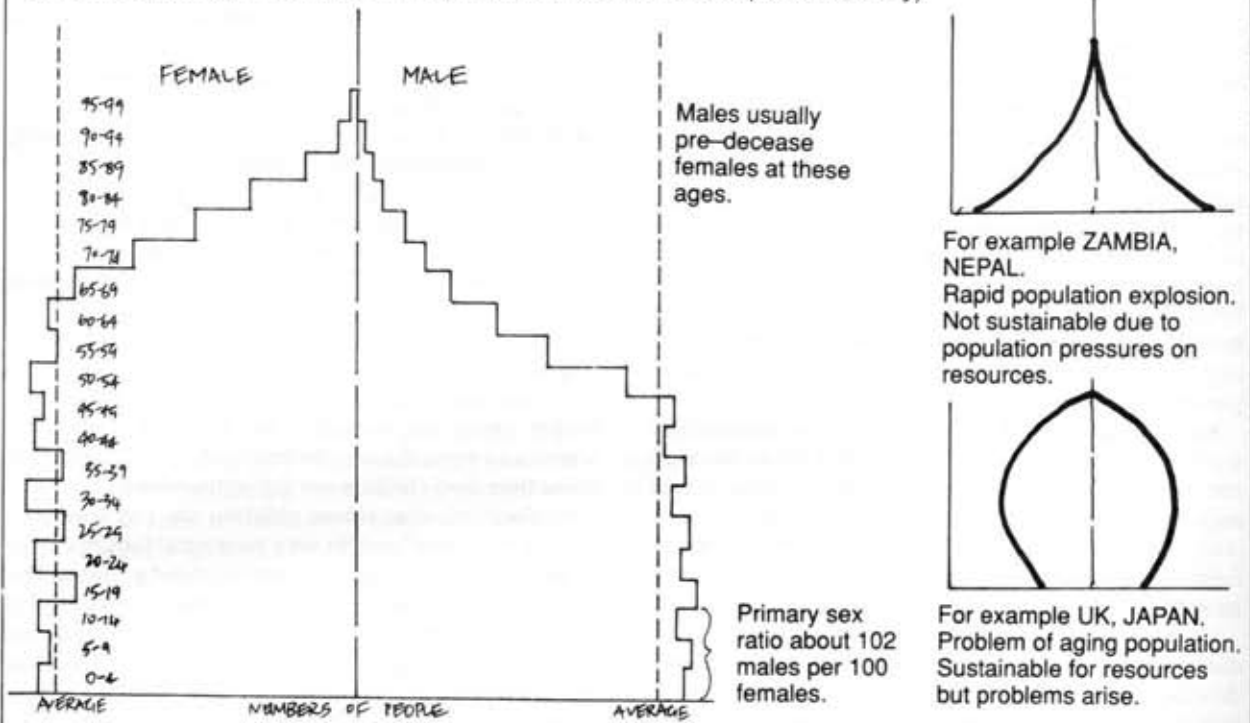 FEMALE
MALE
95-99
90-94
85-89
80-84
75-79
70-74
65-69
60-64
55-59
50-54
45-49
40-44
35-39
30-34
25-29
20-24
15-19
10-14
5-9
0-4
AVERAGE
NUMBERS OF PEOPLE
AVERAGE
Males usually
pre–decease
females at these
ages.
Primary sex
ratio about 102
males per 100
females.
For example ZAMBIA,
NEPAL.
Rapid population explosion.
Not sustainable due to
population pressures on
resources.
For example UK, JAPAN.
Problem of aging population.
Sustainable for resources
but problems arise.